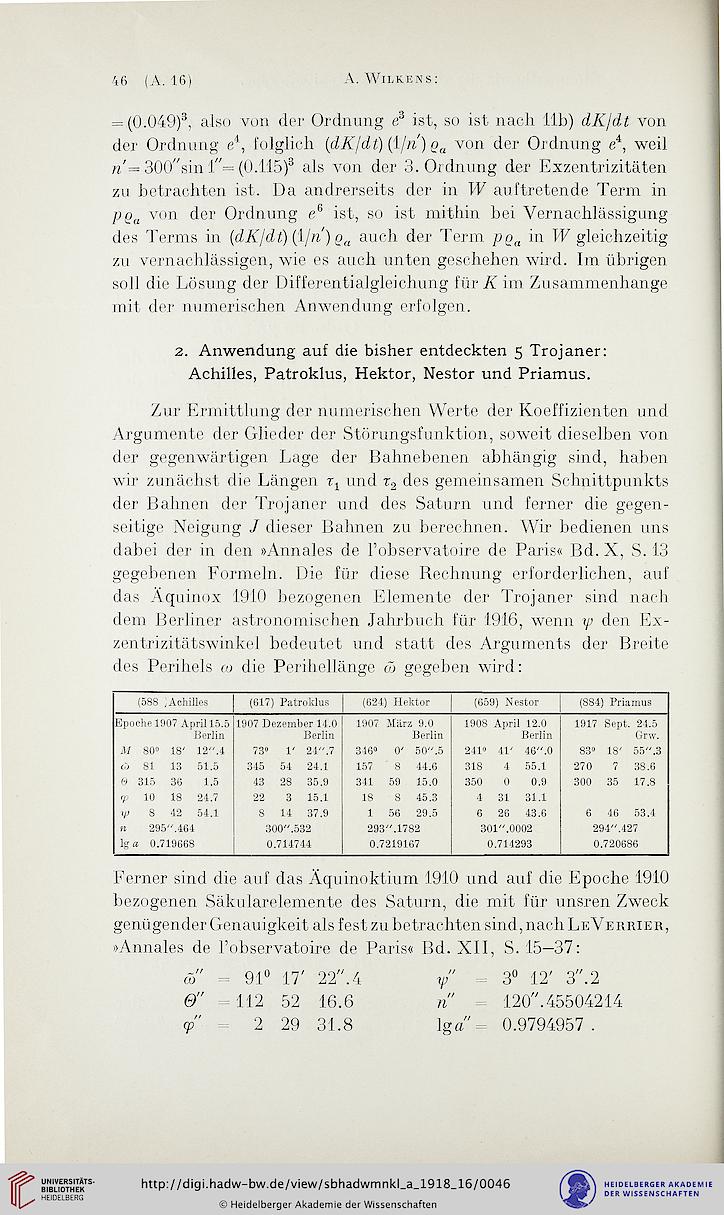 46 (A. 16) A. WILKENS:
= (0.049)³, also von der Ordnung e³ ist, so ist nach 11b) dK/dt von
der Ordnung e⁴, folglich (dK/dt) (1/n′) ϱₐ von der Ordnung e⁴, weil
n′= 300″sin 1″= (0.115)³ als von der 3. Ordnung der Exzentrizitäten
zu betrachten ist. Da andrerseits der in W auftretende Term in
pϱₐ von der Ordnung e⁶ ist, so ist mithin bei Vernachlässigung
des Terms in (dK/dt) (1/n′) ϱₐ auch der Term pϱₐ in W gleichzeitig
zu vernachlässigen, wie es auch unten geschehen wird. Im übrigen
soll die Lösung der Differentialgleichung für K im Zusammenhange
mit der numerischen Anwendung erfolgen.
2. Anwendung auf die bisher entdeckten 5 Trojaner:
Achilles, Patroklus, Hektor, Nestor und Priamus.
Zur Ermittlung der numerischen Werte der Koeffizienten und
Argumente der Glieder der Störungsfunktion, soweit dieselben von
der gegenwärtigen Lage der Bahnebenen abhängig sind, haben
wir zunächst die Längen τ₁ und τ₂ des gemeinsamen Schnittpunkts
der Bahnen der Trojaner und des Saturn und ferner die gegen-
seitige Neigung J dieser Bahnen zu berechnen. Wir bedienen uns
dabei der in den »Annales de l'observatoire de Paris« Bd. X, S. 13
gegebenen Formeln. Die für diese Rechnung erforderlichen, auf
das Äquinox 1910 bezogenen Elemente der Trojaner sind nach
dem Berliner astronomischen Jahrbuch für 1916, wenn ψ den Ex-
zentrizitätswinkel bedeutet und statt des Arguments der Breite
des Perihels ω die Perihellänge ω̃ gegeben wird:
(588) Achilles (617) Patroklus (624) Hektor (659) Nestor (884) Priamus
Epoche 1907 April 15.5 1907 Dezember 14.0 1907 März 9.0 1908 April 12.0 1917 Sept. 24.5
Berlin Berlin Berlin Berlin Grw.
M 80° 18′ 12″.4 73° 1′ 24″.7 346° 0′ 50″.5 241° 41′ 46″.0 83° 18′ 55″.3
ω̃ 81 13 51.5 345 54 24.1 157 8 44.6 318 4 55.1 270 7 38.6
Θ 315 36 1.5 43 28 35.9 341 59 15.0 350 0 0.9 300 35 17.8
φ 10 18 24.7 22 3 15.1 18 8 45.3 4 31 31.1
ψ 8 42 54.1 8 14 37.9 1 56 29.5 6 26 43.6 6 46 53.4
n 295″.464 300″.532 293″.1782 301″.0002 294″.427
lg a 0.719668 0.714744 0.7219167 0.714293 0.720686
Ferner sind die auf das Äquinoktium 1910 und auf die Epoche 1910
bezogenen Säkularelemente des Saturn, die mit für unsren Zweck
genügender Genauigkeit als fest zu betrachten sind, nach LEVERRIER,
»Annales de l'observatoire de Paris« Bd. XII, S. 15–37:
ω̃″ = 91° 17′ 22″.4 ψ″ = 3° 12′ 3″.2
Θ″ = 112 52 16.6 n″ = 120″.45504214
φ″ = 2 29 31.8 lg a″ = 0.9794957 .
UNIVERSITÄTS-
BIBLIOTHEK
HEIDELBERG
http://digi.hadw-bw.de/view/sbhadwmnkl_a_1918_16/0046
© Heidelberger Akademie der Wissenschaften
HEIDELBERGER AKADEMIE
DER WISSENSCHAFTEN